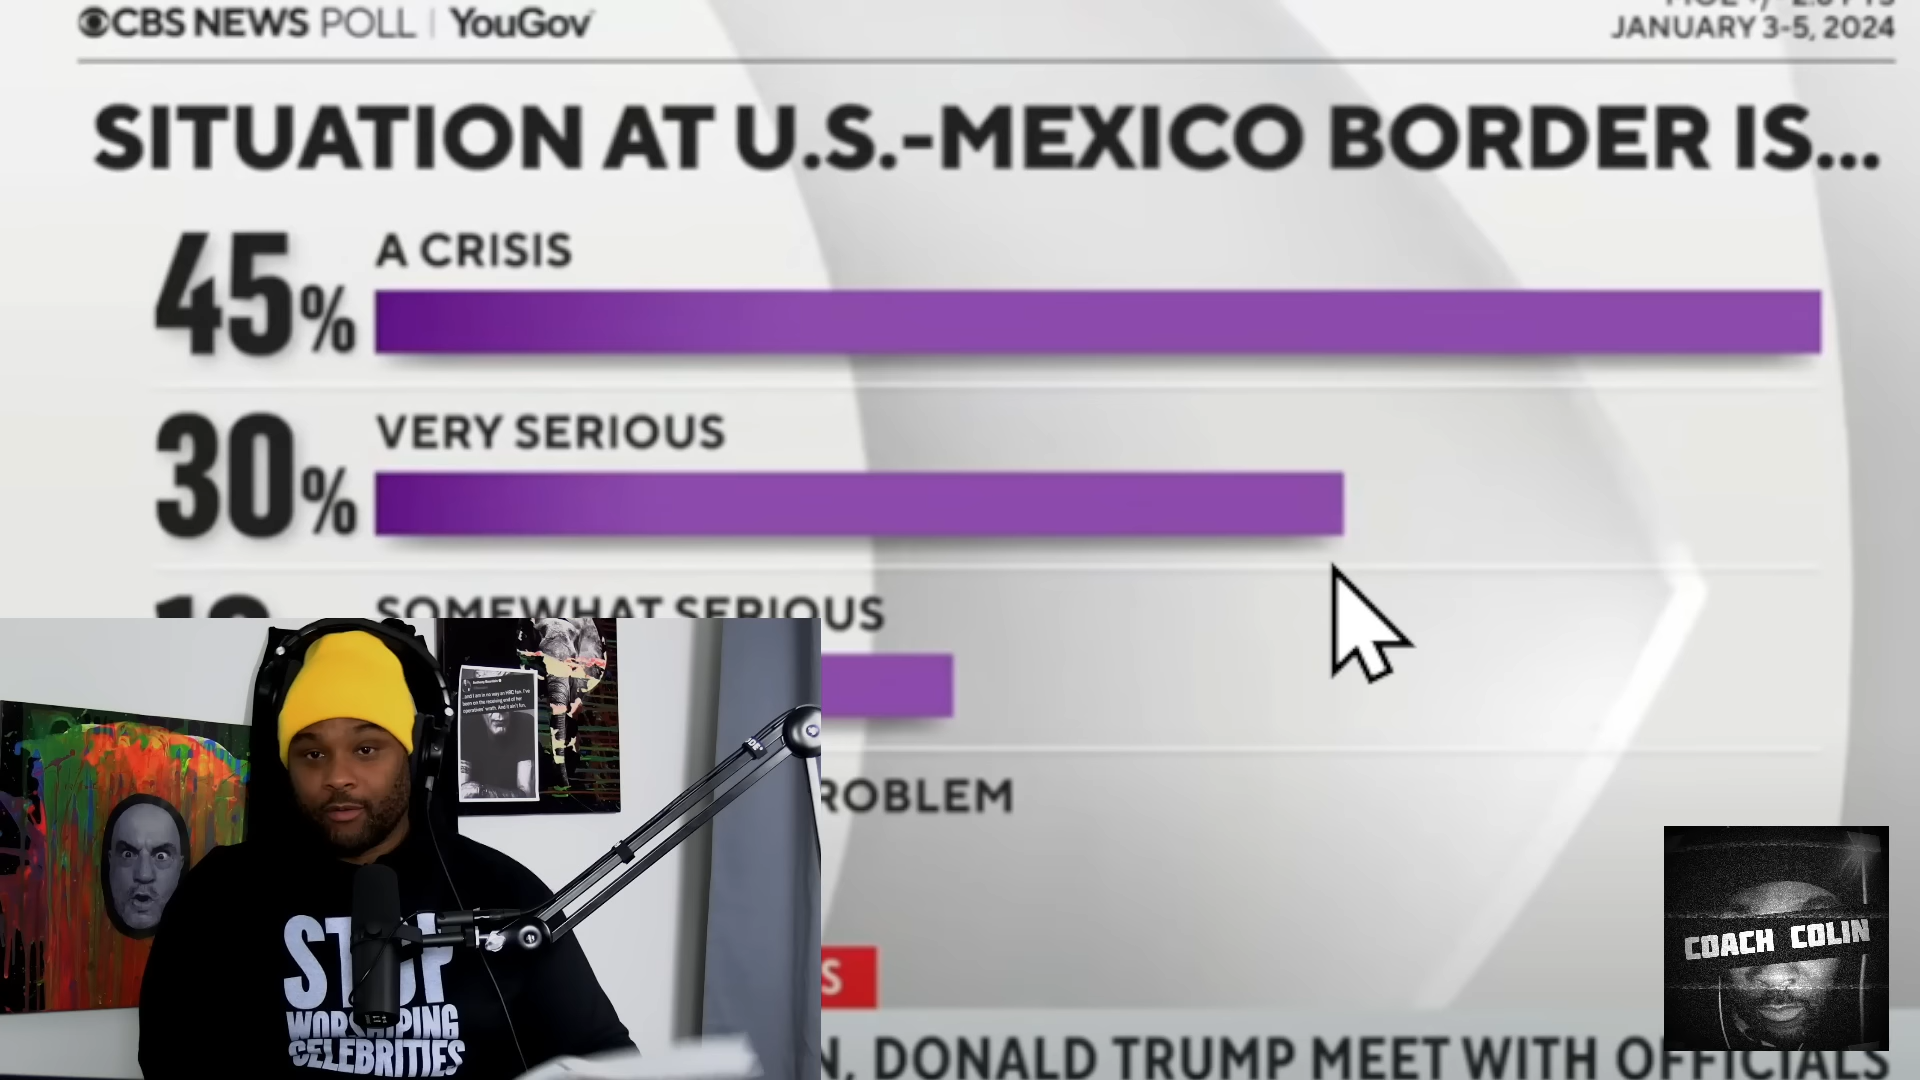 CBS NEWS POLL | YouGov
JANUARY 3-5, 2024
SITUATION AT U.S.-MEXICO BORDER IS...
A CRISIS
45%
VERY SERIOUS
30%
SOMEWHAT SERIOUS
ROBLEM
STOP
WORSHIPING
CELEBRITIES
COACH COLIN
S
N, DONALD TRUMP MEET WITH OFFICIALS